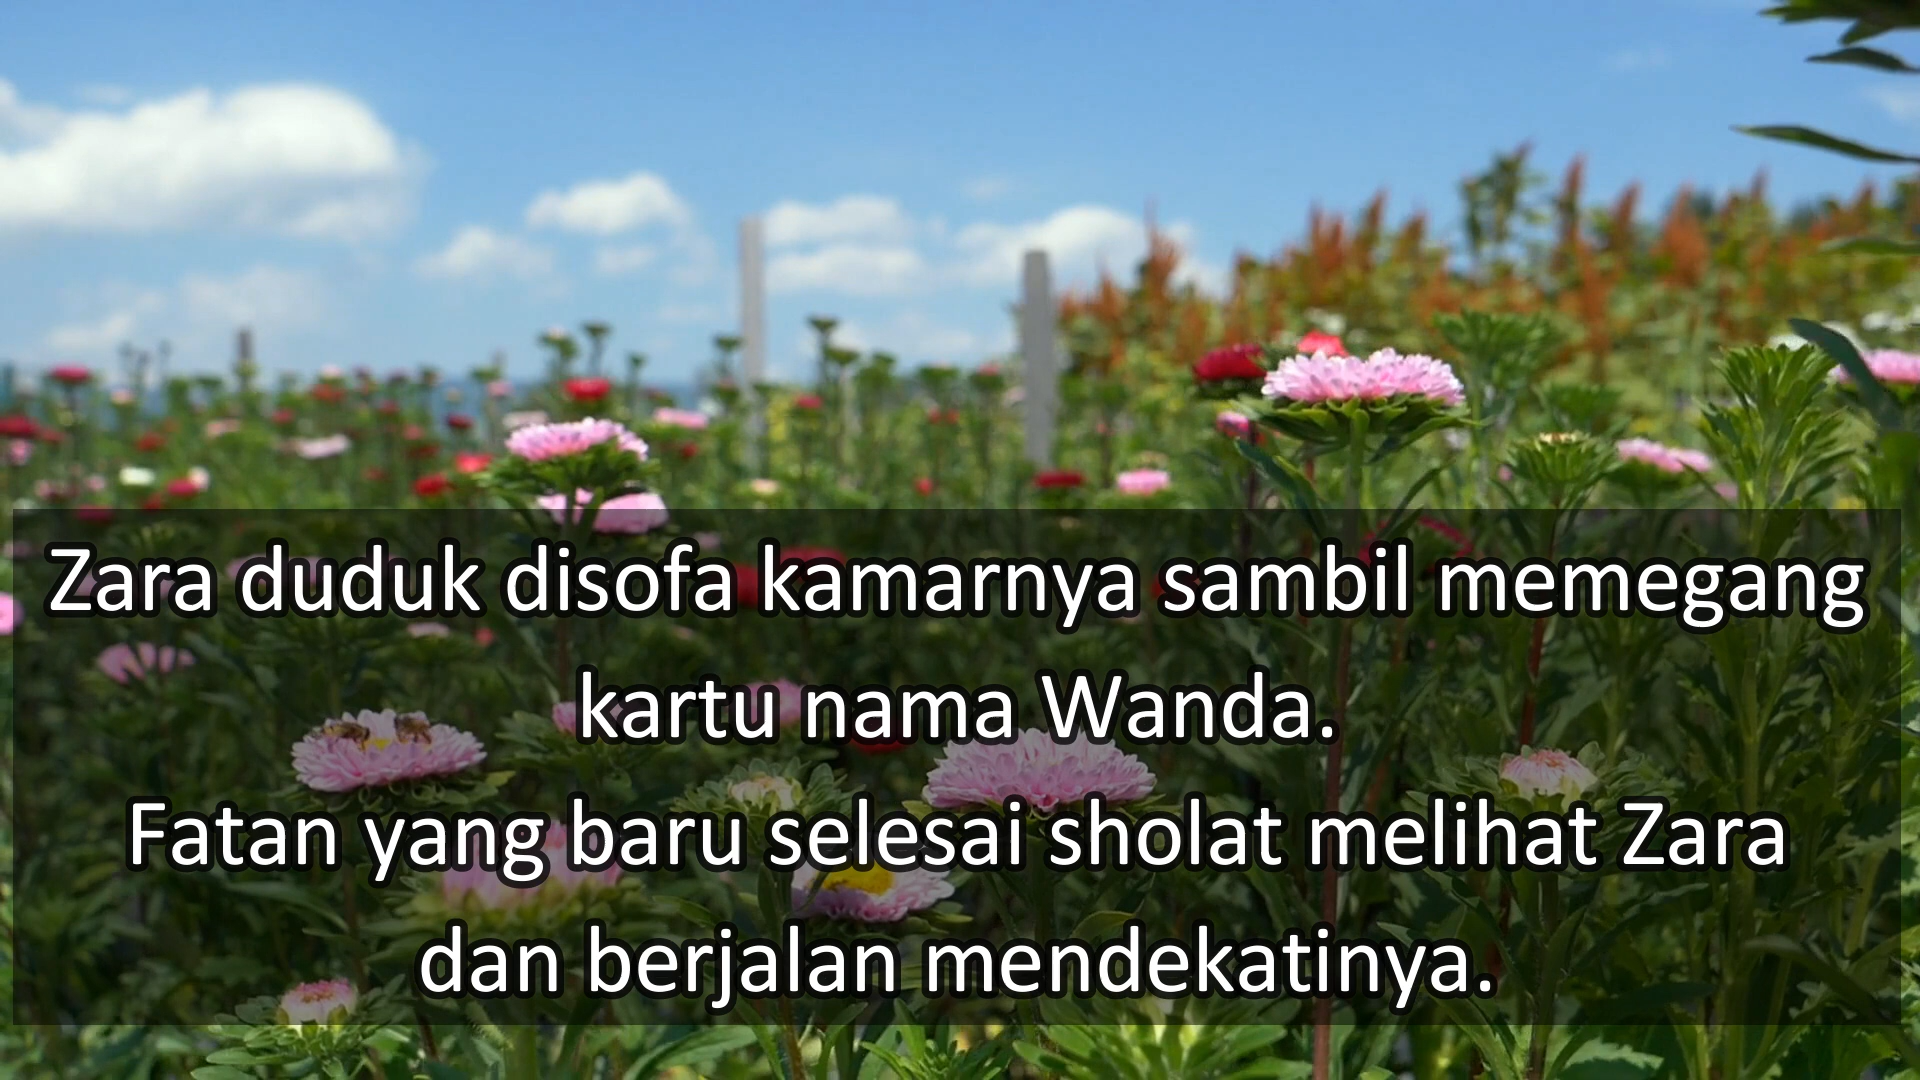 Zara duduk disofa kamarnya sambil memegang
kartu nama Wanda.
Fatan yang baru selesai sholat melihat Zara
dan berjalan mendekatinya.